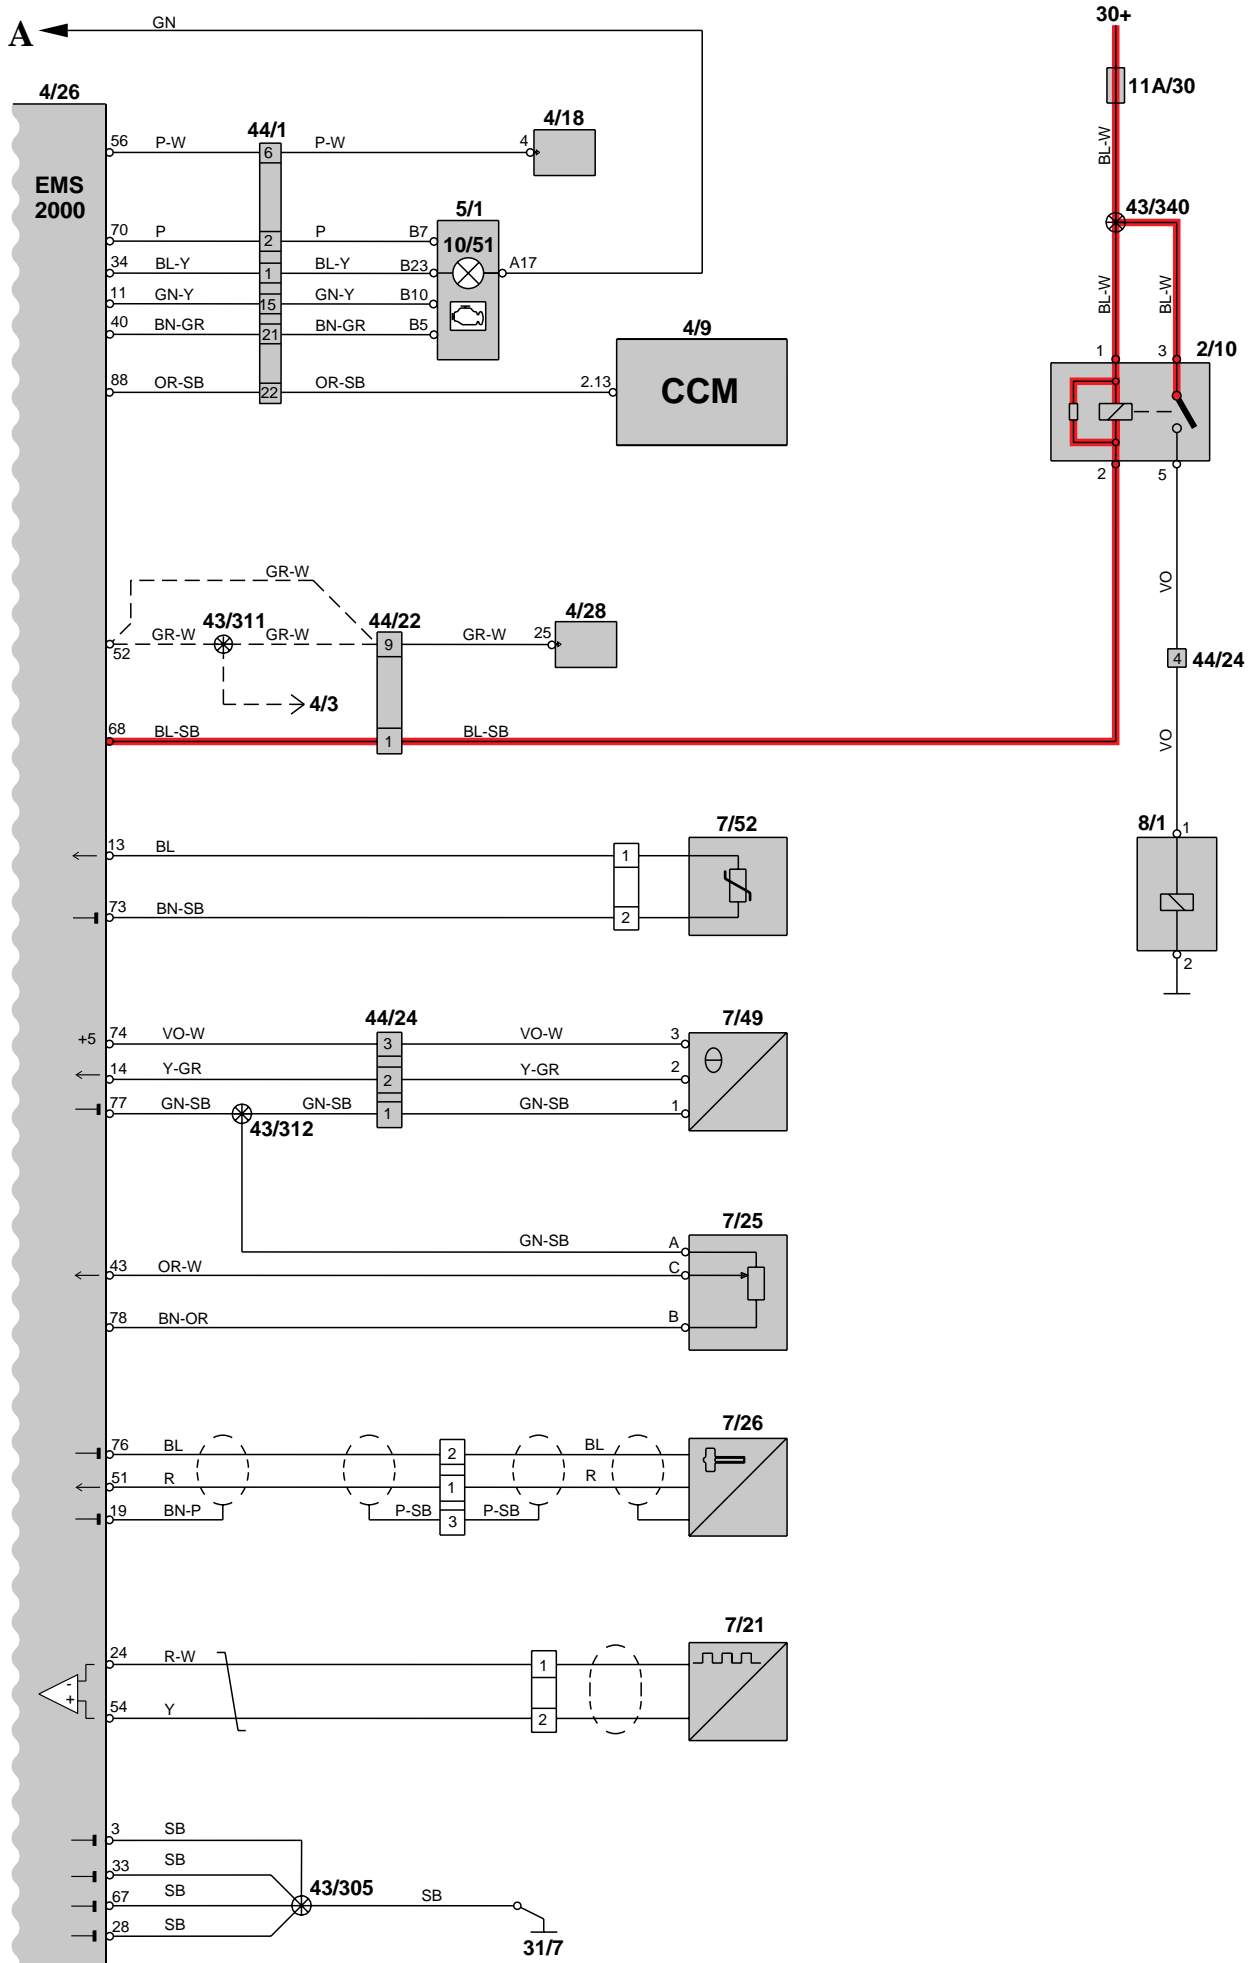 A GN 30+
11A/30
BL-W
4/26
EMS
2000
56 P-W 44/1 6 P-W 4 4/18
5/1
70 P 2 P B7
10/51
34 BL-Y 1 BL-Y B23 A17
11 GN-Y 15 GN-Y B10
40 BN-GR 21 BN-GR B5
88 OR-SB 22 OR-SB 2.13
4/9
CCM
43/340
BL-W BL-W
1 3 2/10
2 5
VO
4 44/24
VO
8/1 1
2
GR-W
43/311 44/22 4/28
52 GR-W GR-W 9 GR-W 25
4/3
68 BL-SB 1 BL-SB
7/52
13 BL 1
73 BN-SB 2
44/24 7/49
+5 74 VO-W 3 VO-W 3
14 Y-GR 2 Y-GR 2
77 GN-SB GN-SB 1 GN-SB 1
43/312
7/25
GN-SB A
43 OR-W C
78 BN-OR B
7/26
76 BL 2 BL
51 R 1 R
19 BN-P P-SB 3 P-SB
7/21
24 R-W 1
-
+
54 Y 2
3 SB
33 SB
67 SB 43/305 SB
28 SB
31/7